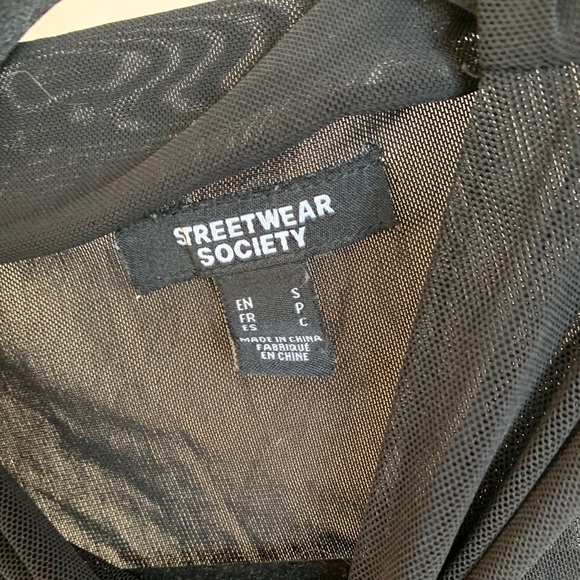 STREETWEAR
SOCIETY
EN S
FR P
ES C
MADE IN CHINA
FABRIQUÉ
EN CHINE